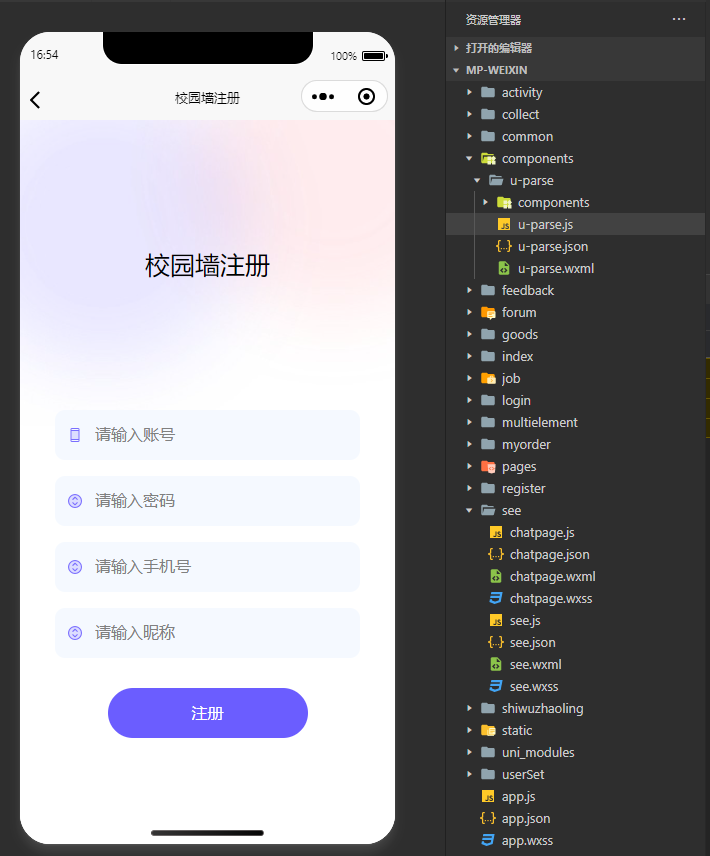 16:54
100%
校园墙注册
校园墙注册
请输入账号
请输入密码
请输入手机号
请输入昵称
注册
资源管理器
打开的编辑器
MP-WEIXIN
activity
collect
common
components
u-parse
components
u-parse.js
u-parse.json
u-parse.wxml
feedback
forum
goods
index
job
login
multielement
myorder
pages
register
see
chatpage.js
chatpage.json
chatpage.wxml
chatpage.wxss
see.js
see.json
see.wxml
see.wxss
shiwuzhaoling
static
uni_modules
userSet
app.js
app.json
app.wxss